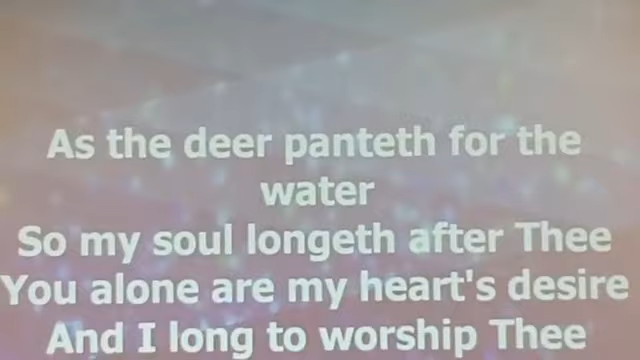 As the deer panteth for the
water
So my soul longeth after Thee
You alone are my heart's desire
And I long to worship Thee